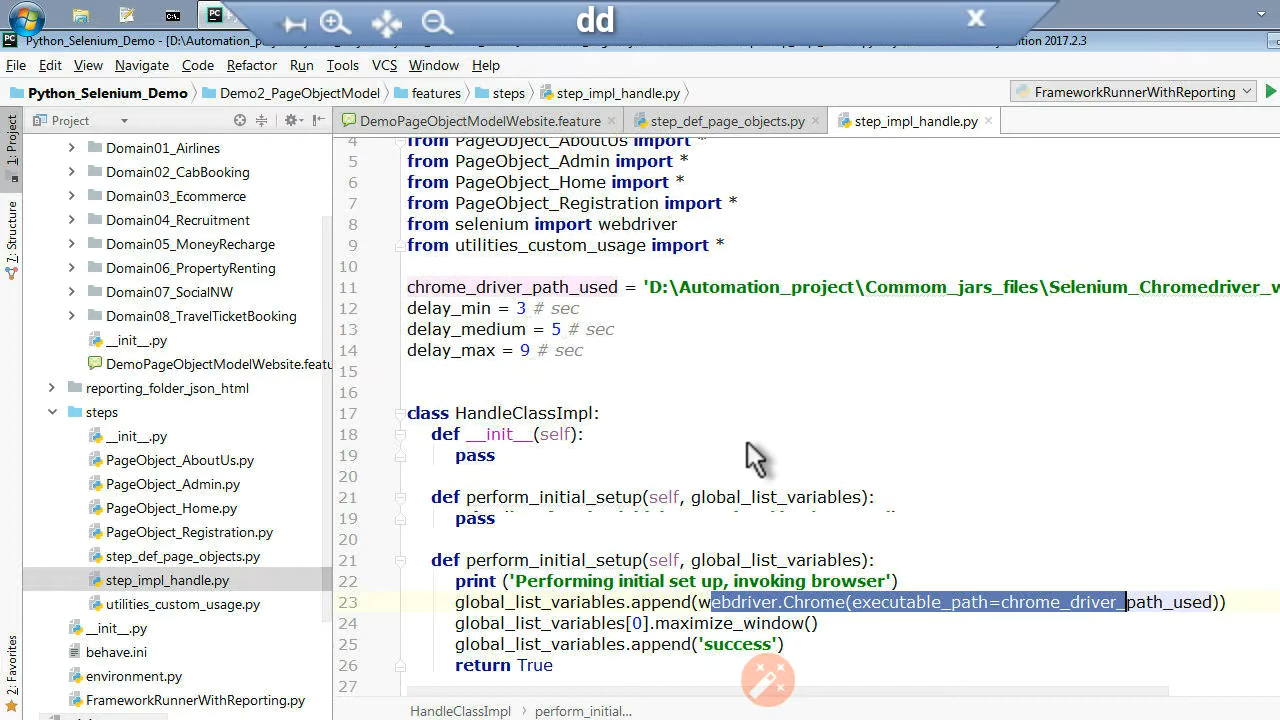 dd
Python_Selenium_Demo - [D:\Automation_
2017.2.3
File Edit View Navigate Code Refactor Run Tools VCS Window Help
Python_Selenium_Demo Demo2_PageObjectModel features steps step_impl_handle.py FrameworkRunnerWithReporting
1: Project
7: Structure
2: Favorites
Project
DemoPageObjectModelWebsite.feature step_def_page_objects.py step_impl_handle.py
Domain01_Airlines
Domain02_CabBooking
Domain03_Ecommerce
Domain04_Recruitment
Domain05_MoneyRecharge
Domain06_PropertyRenting
Domain07_SocialNW
Domain08_TravelTicketBooking
__init__.py
DemoPageObjectModelWebsite.featu
reporting_folder_json_html
steps
__init__.py
PageObject_AboutUs.py
PageObject_Admin.py
PageObject_Home.py
PageObject_Registration.py
step_def_page_objects.py
step_impl_handle.py
utilities_custom_usage.py
__init__.py
behave.ini
environment.py
FrameworkRunnerWithReporting.py
4 from PageObject_AboutUs import *
5 from PageObject_Admin import *
6 from PageObject_Home import *
7 from PageObject_Registration import *
8 from selenium import webdriver
9 from utilities_custom_usage import *
10
11 chrome_driver_path_used = 'D:\Automation_project\Commom_jars_files\Selenium_Chromedriver_w
12 delay_min = 3 # sec
13 delay_medium = 5 # sec
14 delay_max = 9 # sec
15
16
17 class HandleClassImpl:
18 def __init__(self):
19 pass
20
21 def perform_initial_setup(self, global_list_variables):
19 pass
20
21 def perform_initial_setup(self, global_list_variables):
22 print ('Performing initial set up, invoking browser')
23 global_list_variables.append(webdriver.Chrome(executable_path=chrome_driver_path_used))
24 global_list_variables[0].maximize_window()
25 global_list_variables.append('success')
26 return True
27
HandleClassImpl perform_initial...